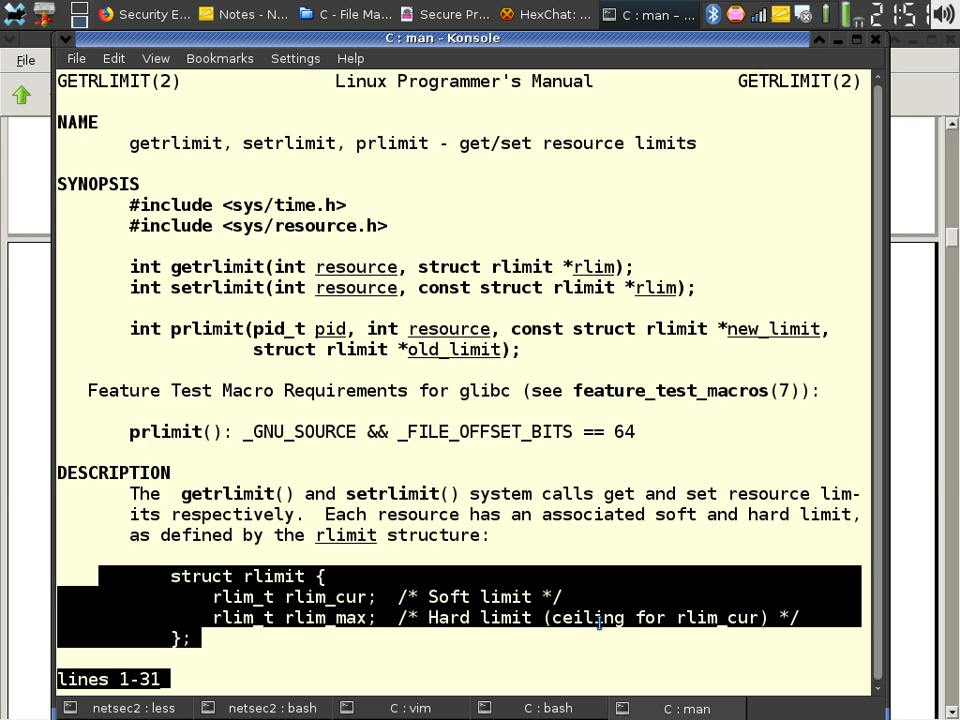 Security E...
Notes - N...
C - File Ma...
Secure Pr...
HexChat: ...
C : man – ...
21:51
C : man - Konsole
File
File Edit View Bookmarks Settings Help
GETRLIMIT(2) Linux Programmer's Manual GETRLIMIT(2)
NAME
getrlimit, setrlimit, prlimit - get/set resource limits
SYNOPSIS
#include <sys/time.h>
#include <sys/resource.h>
int getrlimit(int resource, struct rlimit *rlim);
int setrlimit(int resource, const struct rlimit *rlim);
int prlimit(pid_t pid, int resource, const struct rlimit *new_limit,
struct rlimit *old_limit);
Feature Test Macro Requirements for glibc (see feature_test_macros(7)):
prlimit(): _GNU_SOURCE && _FILE_OFFSET_BITS == 64
DESCRIPTION
The getrlimit() and setrlimit() system calls get and set resource lim-
its respectively. Each resource has an associated soft and hard limit,
as defined by the rlimit structure:
struct rlimit {
rlim_t rlim_cur; /* Soft limit */
rlim_t rlim_max; /* Hard limit (ceiling for rlim_cur) */
};
lines 1-31
netsec2 : less
netsec2 : bash
C : vim
C : bash
C : man